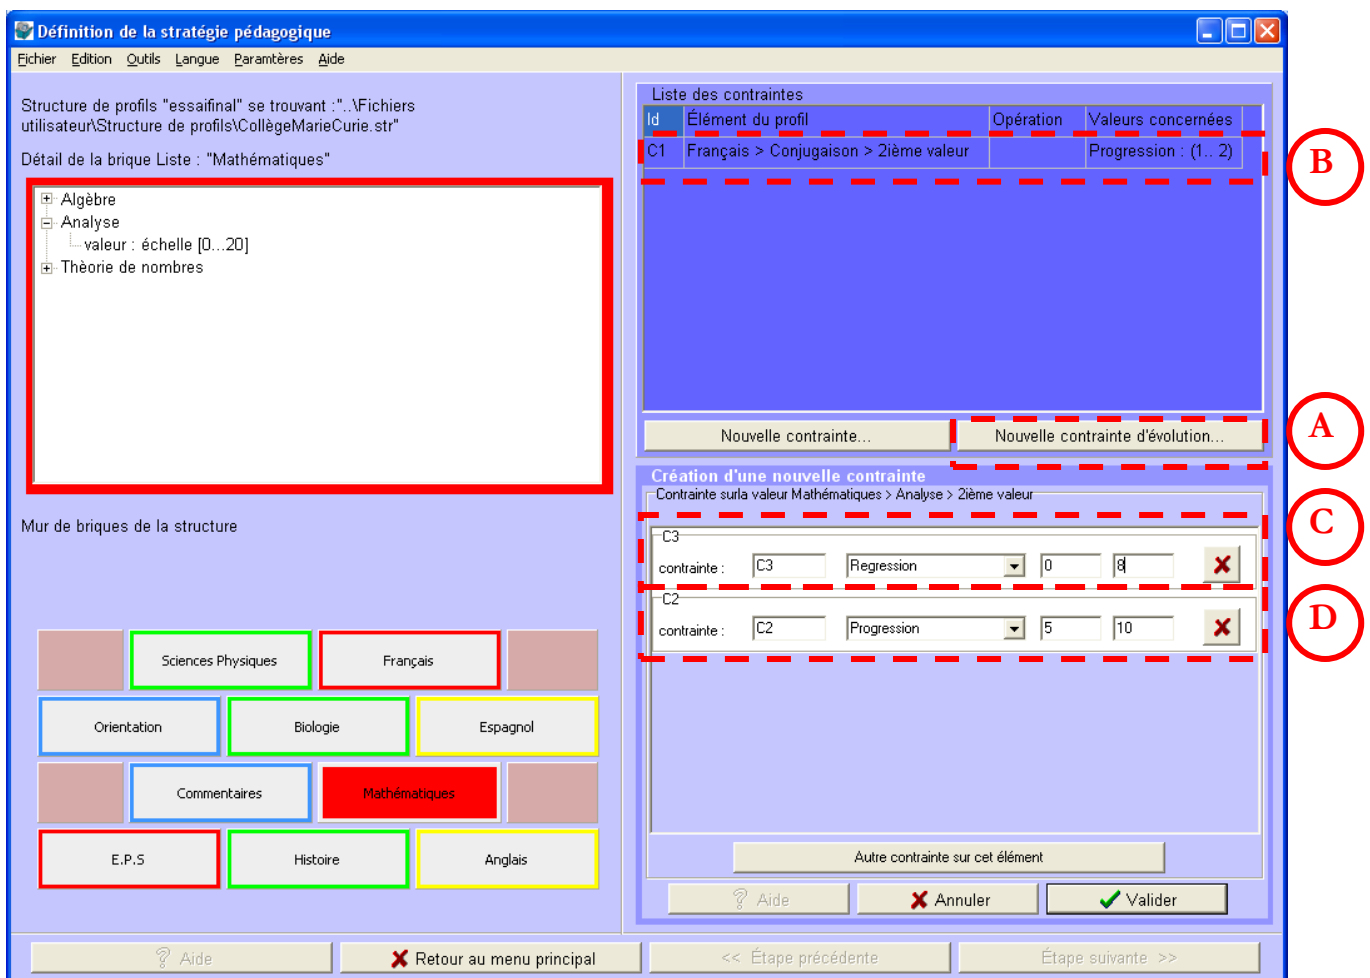 Définition de la stratégie pédagogique
Fichier Edition Outils Langue Paramtères Aide
Structure de profils "essaifinal" se trouvant :"..\Fichiers
utilisateur\Structure de profils\CollègeMarieCurie.str"
Détail de la brique Liste : "Mathématiques"
Algèbre
Analyse
valeur : échelle [0...20]
Thèorie de nombres
Mur de briques de la structure
Sciences Physiques Français
Orientation Biologie Espagnol
Commentaires Mathématiques
E.P.S Histoire Anglais
Liste des contraintes
Id Élément du profil Opération Valeurs concernées
C1 Français > Conjugaison > 2ième valeur Progression : (1.. 2)
B
Nouvelle contrainte... Nouvelle contrainte d'évolution...
A
Création d'une nouvelle contrainte
Contrainte surla valeur Mathématiques > Analyse > 2ième valeur
C3
contrainte : C3 Regression 0 8
C
C2
contrainte : C2 Progression 5 10
D
Autre contrainte sur cet élément
Aide Annuler Valider
Aide Retour au menu principal << Étape précédente Étape suivante >>